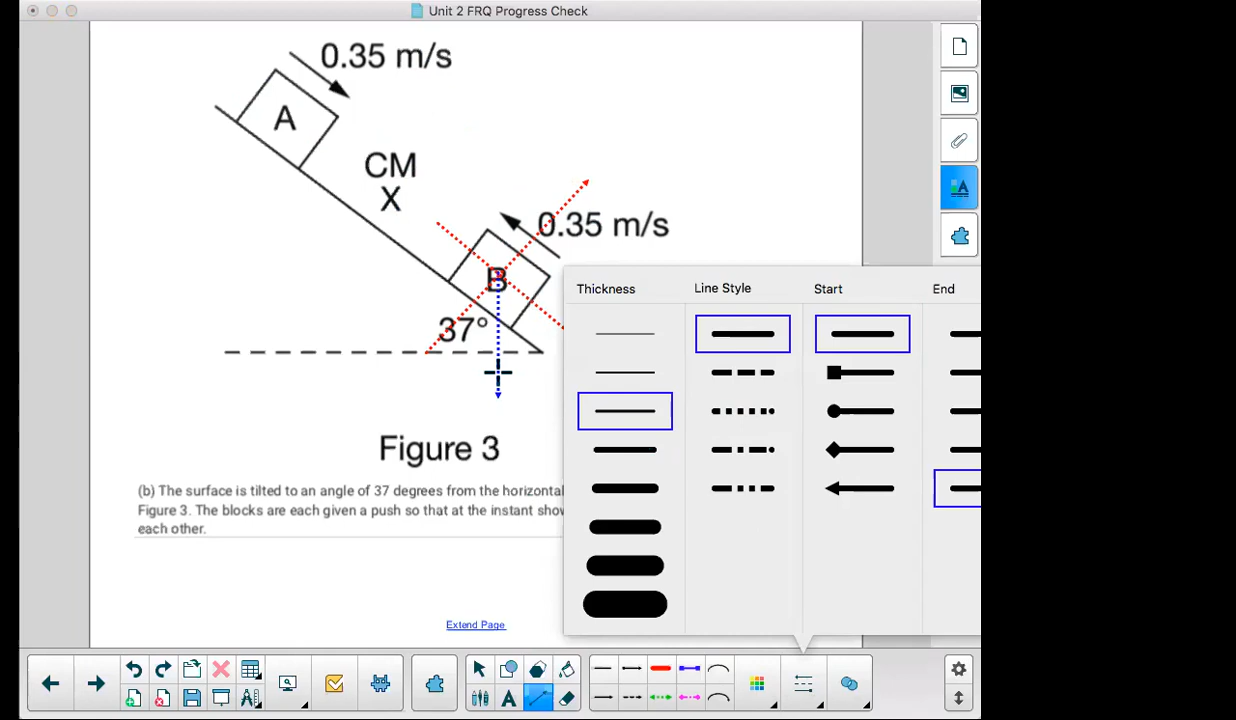 Unit 2 FRQ Progress Check
0.35 m/s
A
CM
X
0.35 m/s
B
37°
Figure 3
(b) The surface is tilted to an angle of 37 degrees from the horizontal
Figure 3. The blocks are each given a push so that at the instant sho
each other.
Extend Page
Thickness
Line Style
Start
End
A
A